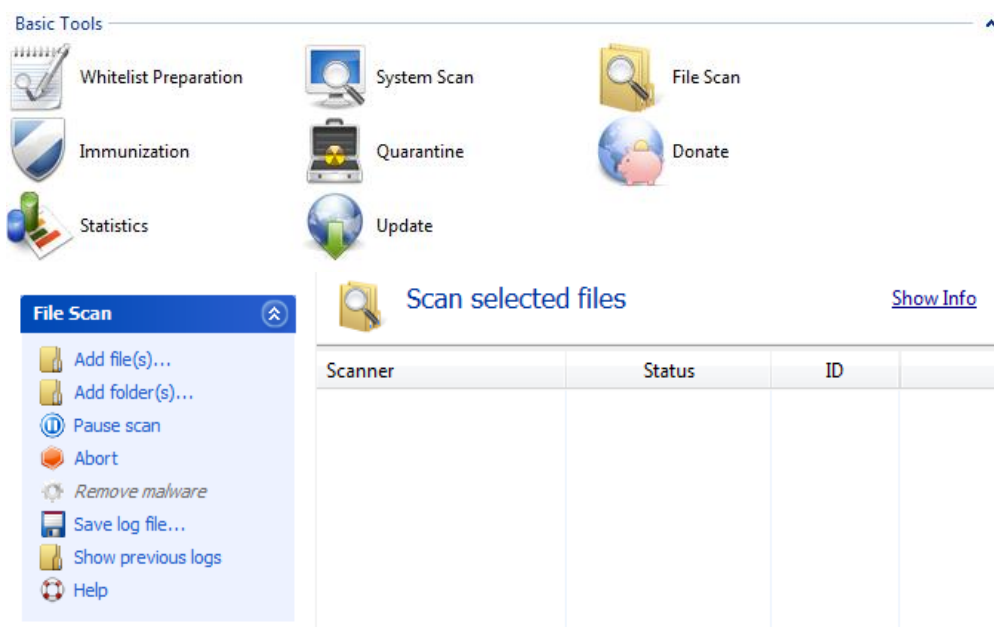 Basic Tools
Whitelist Preparation
System Scan
File Scan
Immunization
Quarantine
Donate
Statistics
Update
File Scan
Add file(s)...
Add folder(s)...
Pause scan
Abort
Remove malware
Save log file...
Show previous logs
Help
Scan selected files
Show Info
Scanner
Status
ID